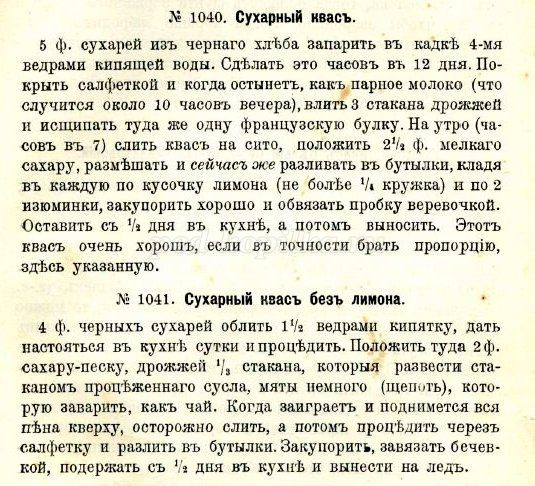 № 1040. Сухарный квасъ.
5 ф. сухарей изъ чернаго хлѣба запарить въ кадкѣ 4-мя
ведрами кипящей воды. Сдѣлать это часовъ въ 12 дня. По-
крыть салфеткой и когда остынетъ, какъ парное молоко (что
случится около 10 часовъ вечера), влить 3 стакана дрожжей
и исщипать туда же одну французскую булку. На утро (ча-
совъ въ 7) слить квасъ на сито, положить 2½ ф. мелкаго
сахару, размѣшать и сейчасъ же разливать въ бутылки, кладя
въ каждую по кусочку лимона (не болѣе ¼ кружка) и по 2
изюминки, закупорить хорошо и обвязать пробку веревочкой.
Оставить съ ½ дня въ кухнѣ, а потомъ выносить. Этотъ
квасъ очень хорошъ, если въ точности брать пропорцію,
здѣсь указанную.
№ 1041. Сухарный квасъ безъ лимона.
4 ф. черныхъ сухарей облить 1½ ведрами кипятку, дать
настояться въ кухнѣ сутки и процѣдить. Положить туда 2 ф.
сахару-песку, дрожжей ⅓ стакана, которыя развести ста-
каномъ процѣженнаго сусла, мяты немного (щепоть), кото-
рую заварить, какъ чай. Когда заиграетъ и поднимется вся
пѣна кверху, осторожно слить, а потомъ процѣдить черезъ
салфетку и разлить въ бутылки. Закупорить, завязать бечев-
кой, подержать съ ½ дня въ кухнѣ и вынести на ледъ.